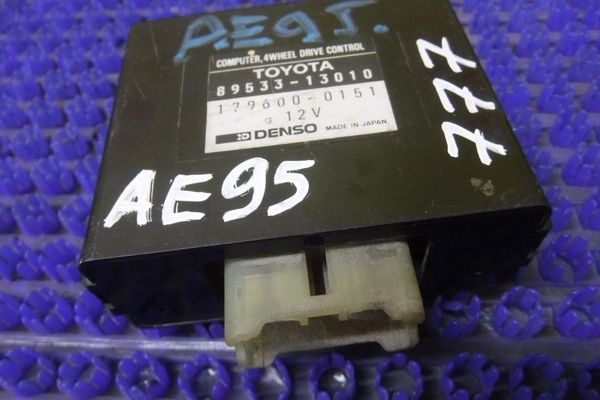 AE95.
COMPUTER, 4WHEEL DRIVE CONTROL
TOYOTA
89533-13010
179600-0151
12V
DENSO MADE IN JAPAN
AE95
777